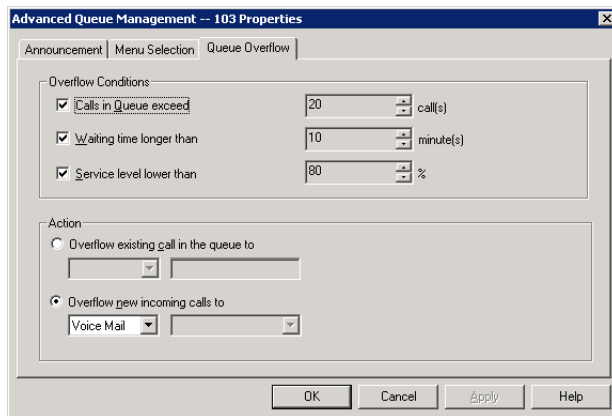 Advanced Queue Management -- 103 Properties
Announcement Menu Selection Queue Overflow
Overflow Conditions
Calls in Queue exceed 20 call(s)
Waiting time longer than 10 minute(s)
Service level lower than 80 %
Action
Overflow existing call in the queue to
Overflow new incoming calls to
Voice Mail
OK Cancel Apply Help